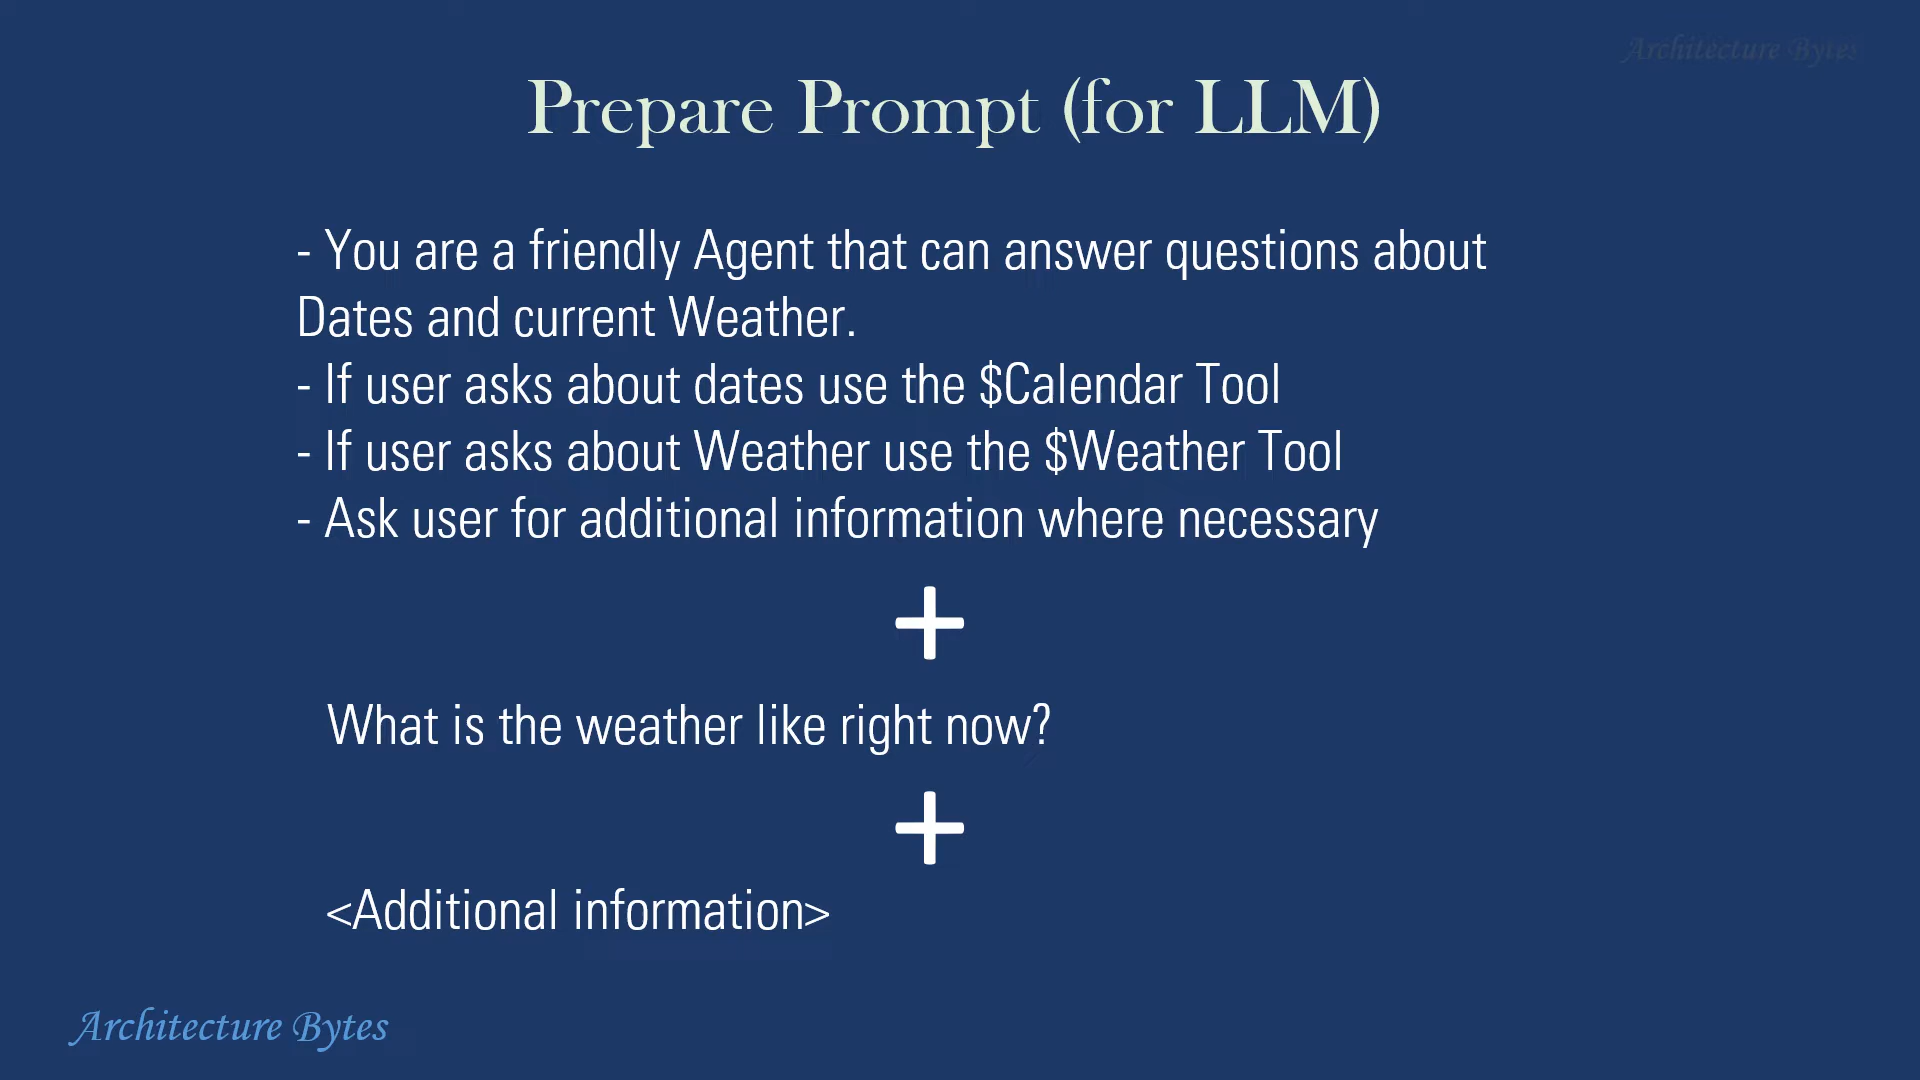 Architecture Bytes
Prepare Prompt (for LLM)
- You are a friendly Agent that can answer questions about
Dates and current Weather.
- If user asks about dates use the $Calendar Tool
- If user asks about Weather use the $Weather Tool
- Ask user for additional information where necessary
+
What is the weather like right now?
+
<Additional information>
Architecture Bytes